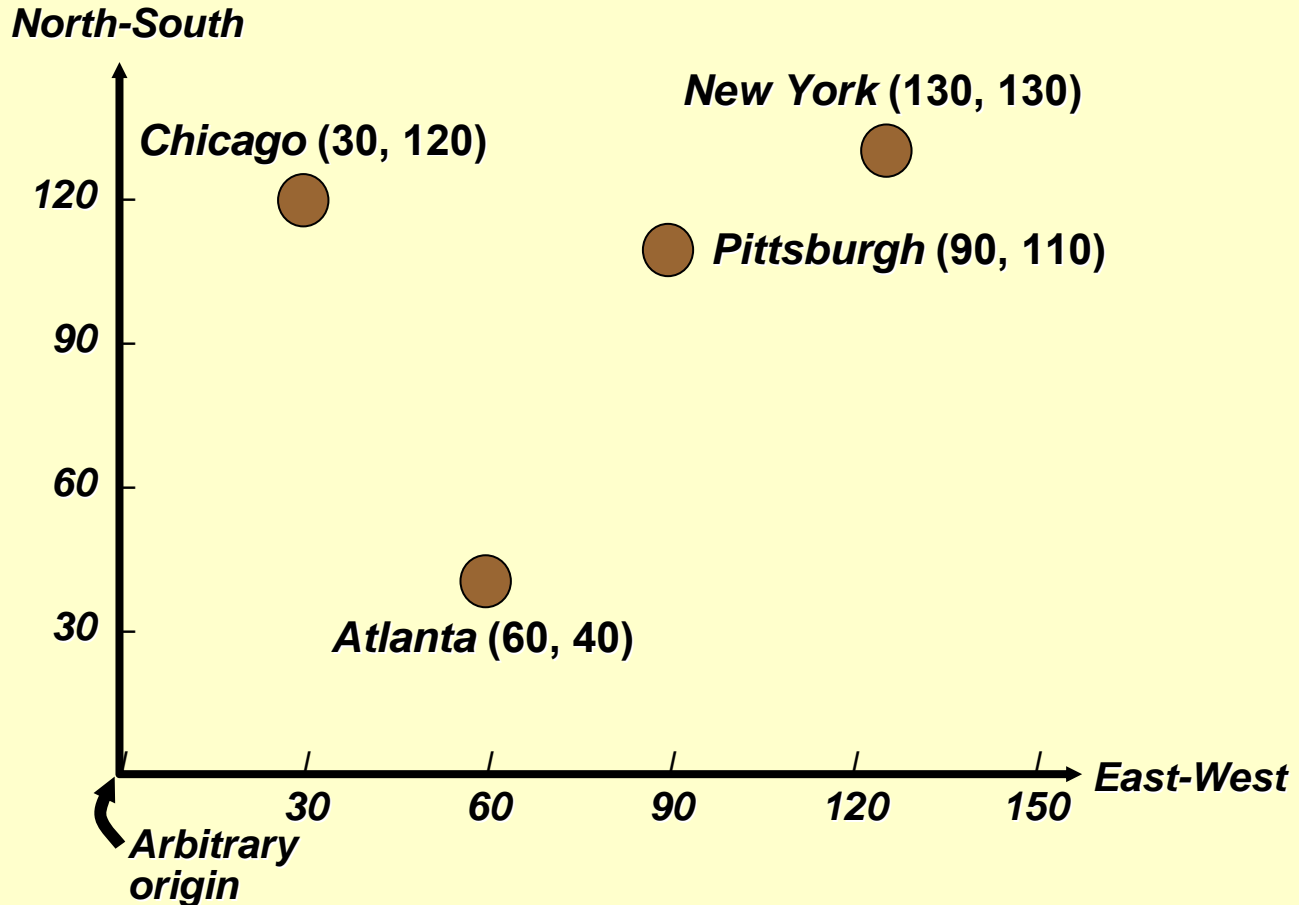 North-South
New York (130, 130)
Chicago (30, 120)
120
Pittsburgh (90, 110)
90
60
30
Atlanta (60, 40)
East-West
30 60 90 120 150
Arbitrary
origin